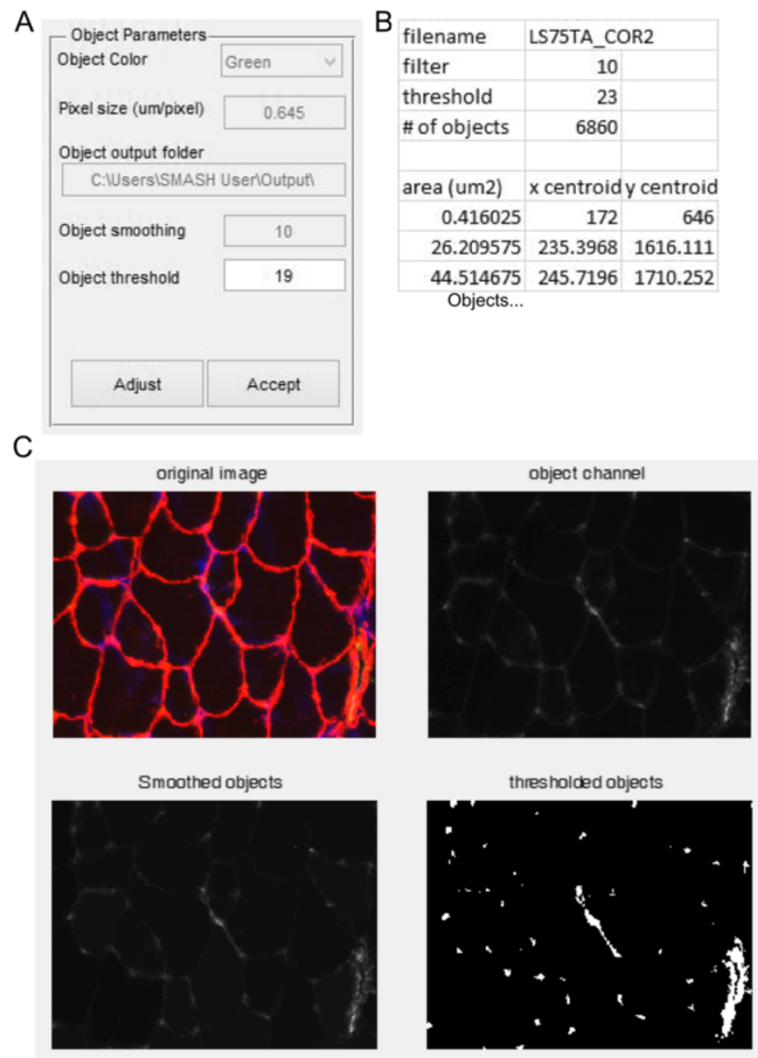 A
Object Parameters
Object Color
Green
Pixel size (um/pixel)
0.645
Object output folder
C:\Users\SMASH User\Output\
Object smoothing
10
Object threshold
19
Adjust
Accept
B
filename LS75TA_COR2
filter 10
threshold 23
# of objects 6860
area (um2) x centroid y centroid
0.416025 172 646
26.209575 235.3968 1616.111
44.514675 245.7196 1710.252
Objects...
C
original image
object channel
Smoothed objects
thresholded objects